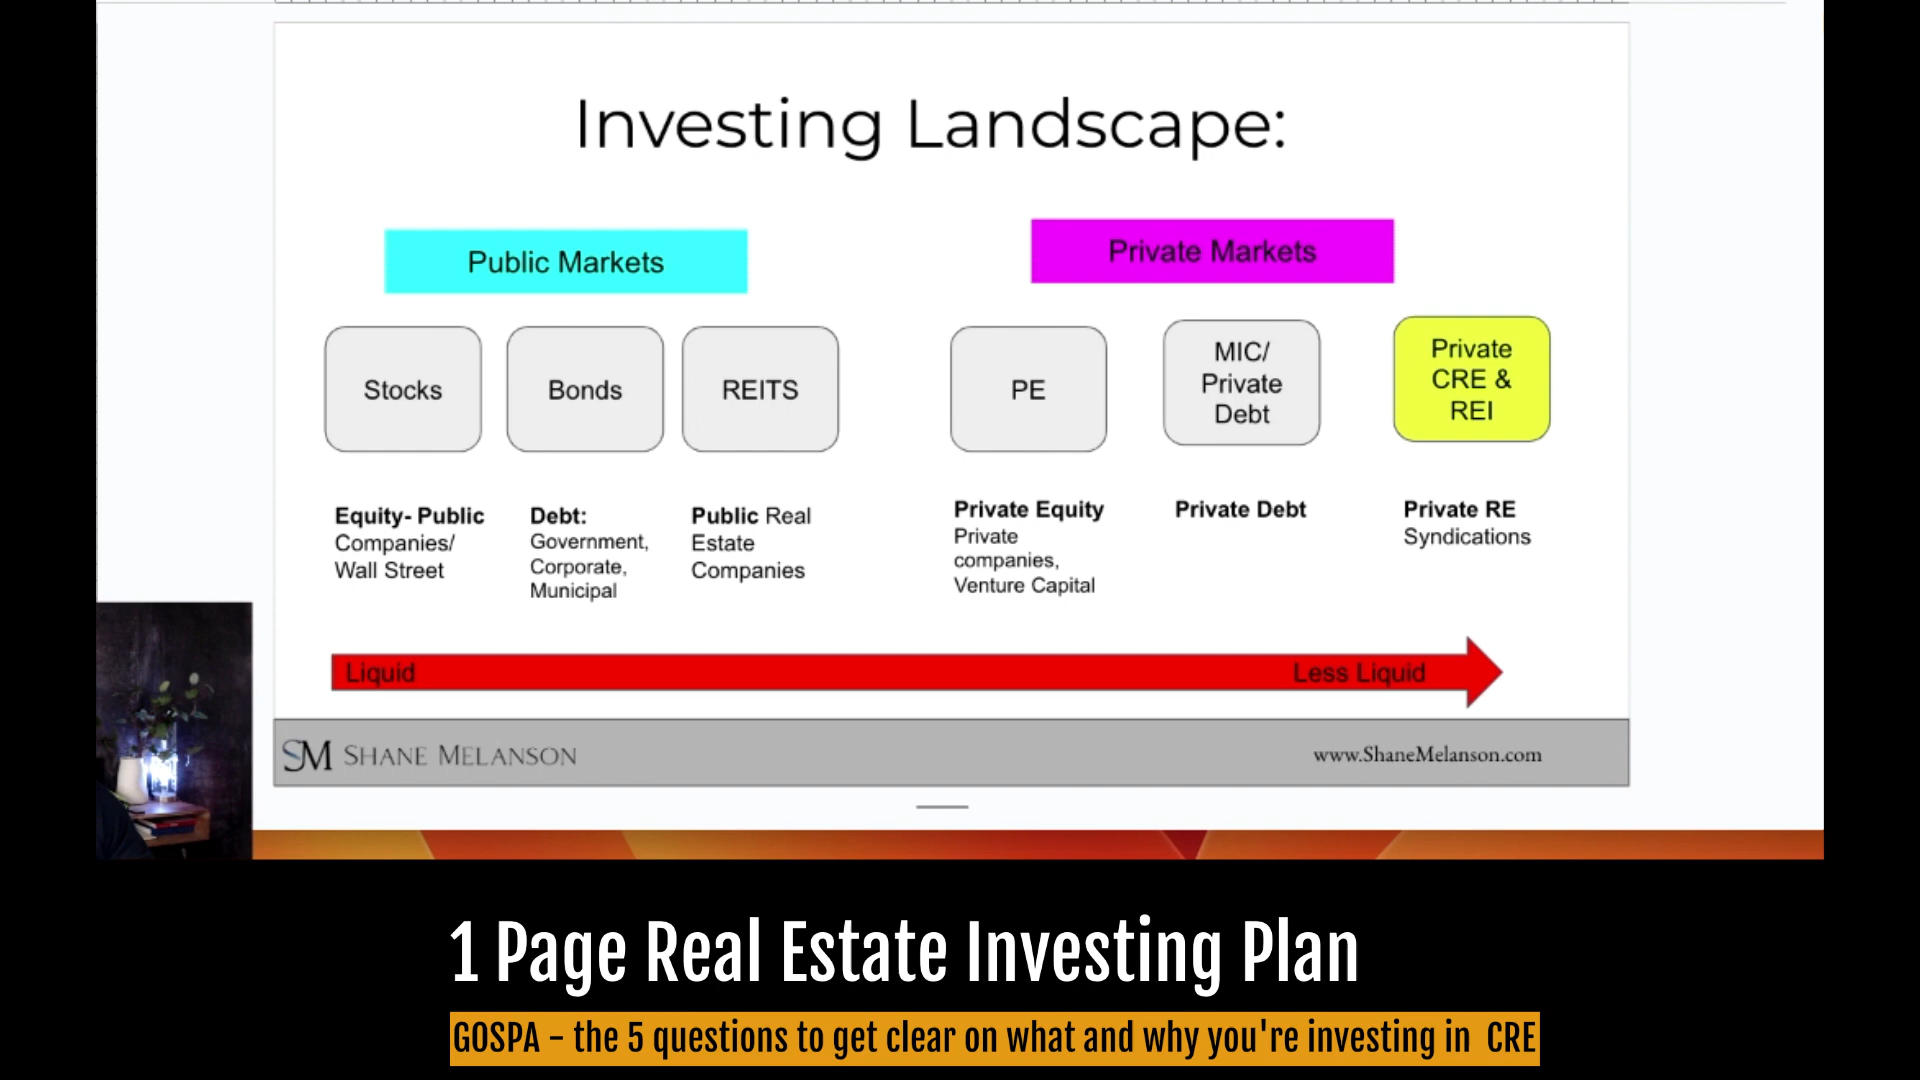 Investing Landscape:
Public Markets
Private Markets
Stocks
Bonds
REITS
PE
MIC/
Private
Debt
Private
CRE &
REI
Equity- Public
Companies/
Wall Street
Debt:
Government,
Corporate,
Municipal
Public Real
Estate
Companies
Private Equity
Private
companies,
Venture Capital
Private Debt
Private RE
Syndications
Liquid
Less Liquid
SM SHANE MELANSON
www.ShaneMelanson.com
1 Page Real Estate Investing Plan
GOSPA - the 5 questions to get clear on what and why you're investing in CRE